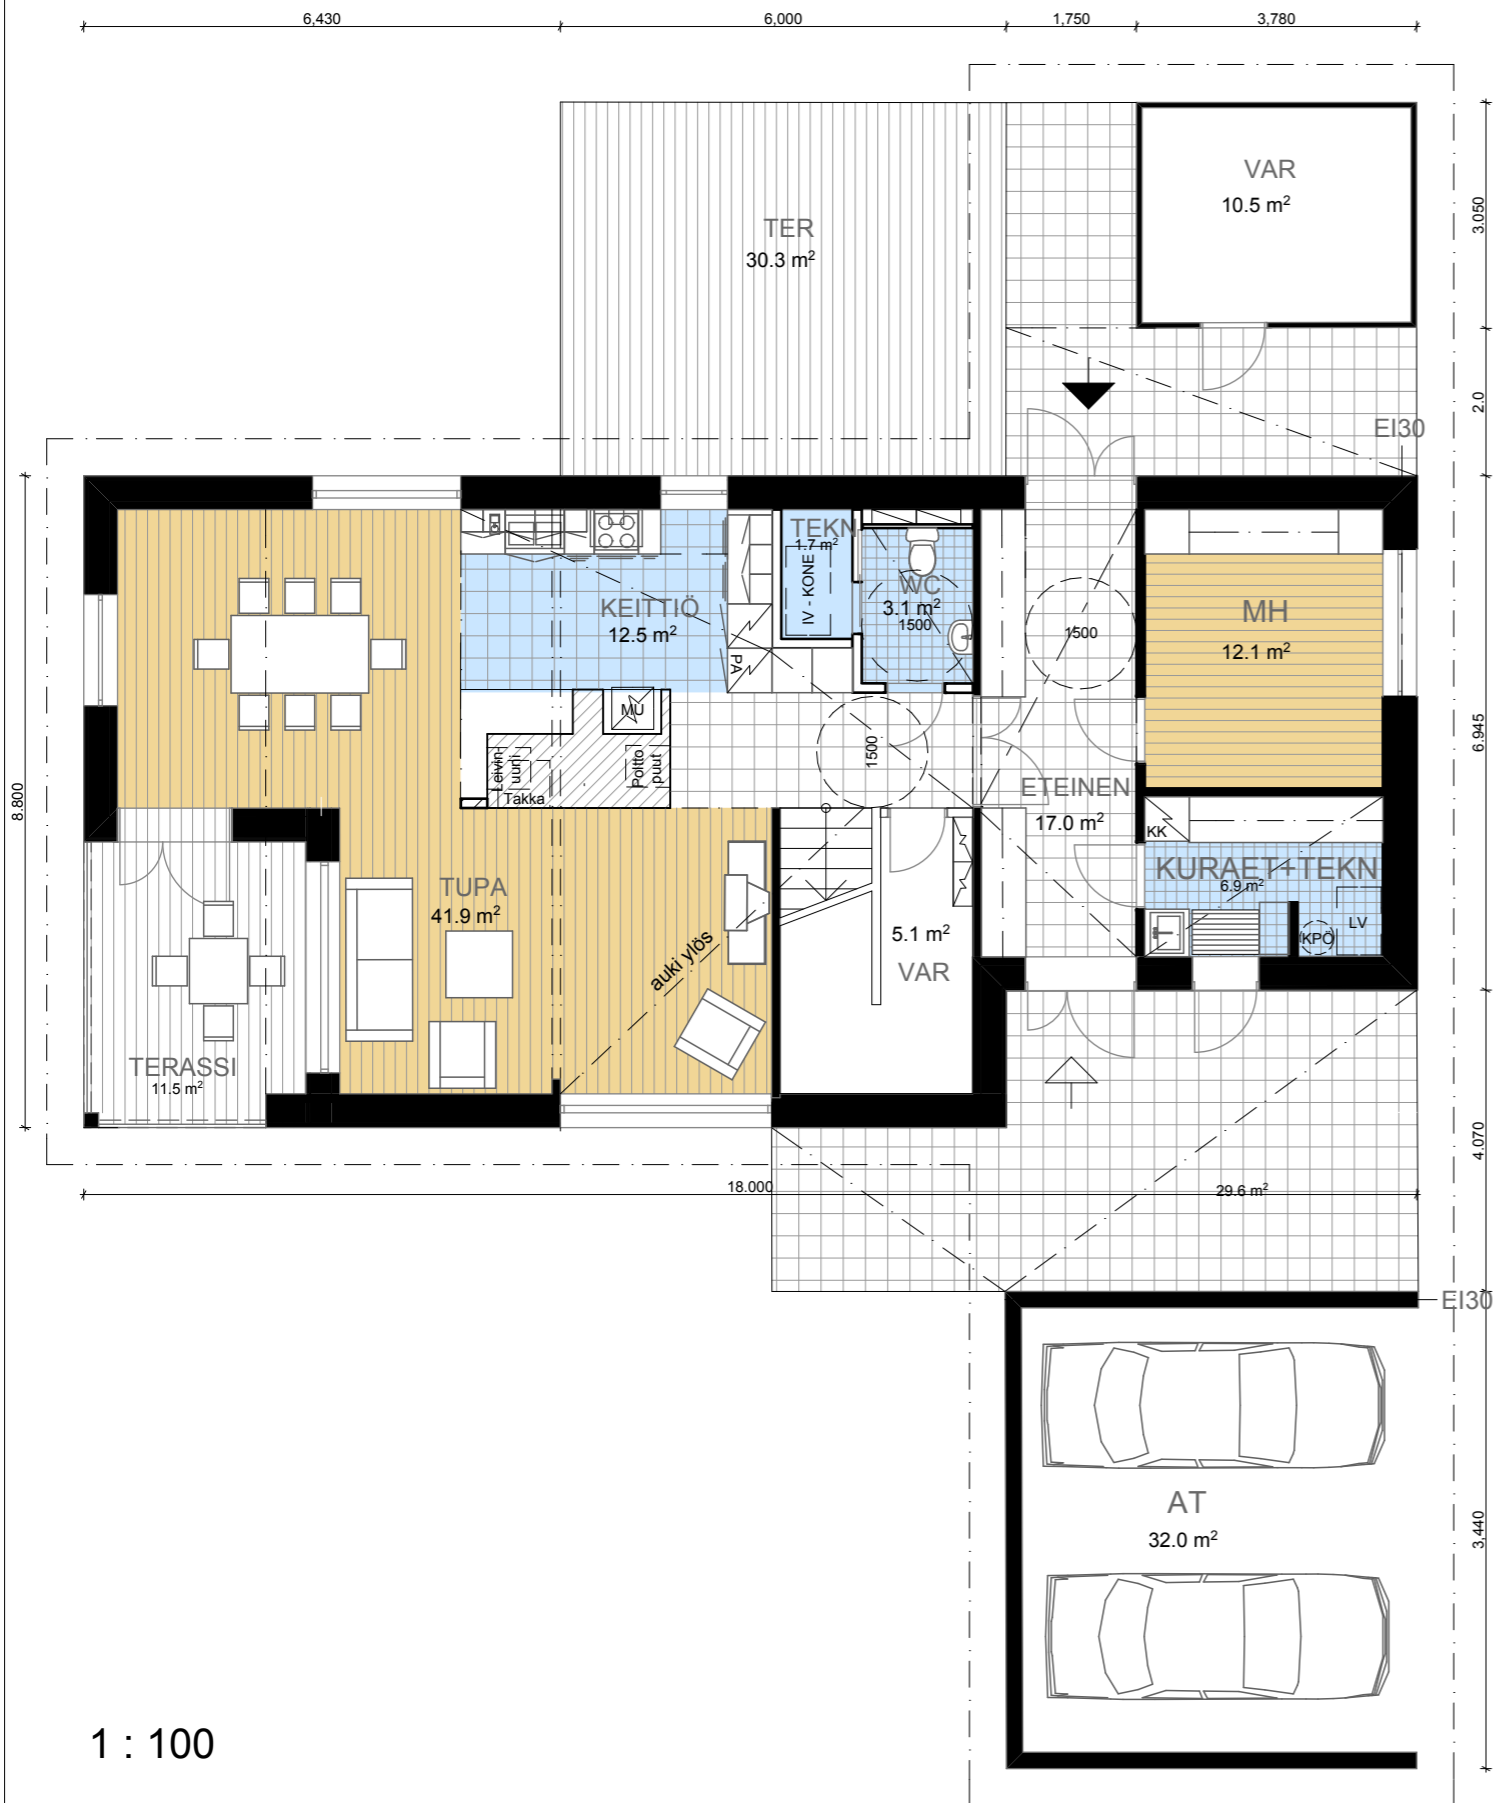 6,430
6,000
1,750
3,780
VAR
10.5 m²
3.050
TER
30.3 m²
2.0
EI30
TEKN
1.7 m²
IV - KONE
WC
3.1 m²
1500
KEITTIÖ
12.5 m²
PA
1500
MH
12.1 m²
MU
Leivin-
uuni
Takka
Poltto
puut
1500
6.945
8.800
ETEINEN
17.0 m²
KK
KURAET+TEKN
6.9 m²
LV
KPÖ
TUPA
41.9 m²
auki ylös
5.1 m²
VAR
TERASSI
11.5 m²
4.070
18.000
29.6 m²
EI30
AT
32.0 m²
3,440
1 : 100